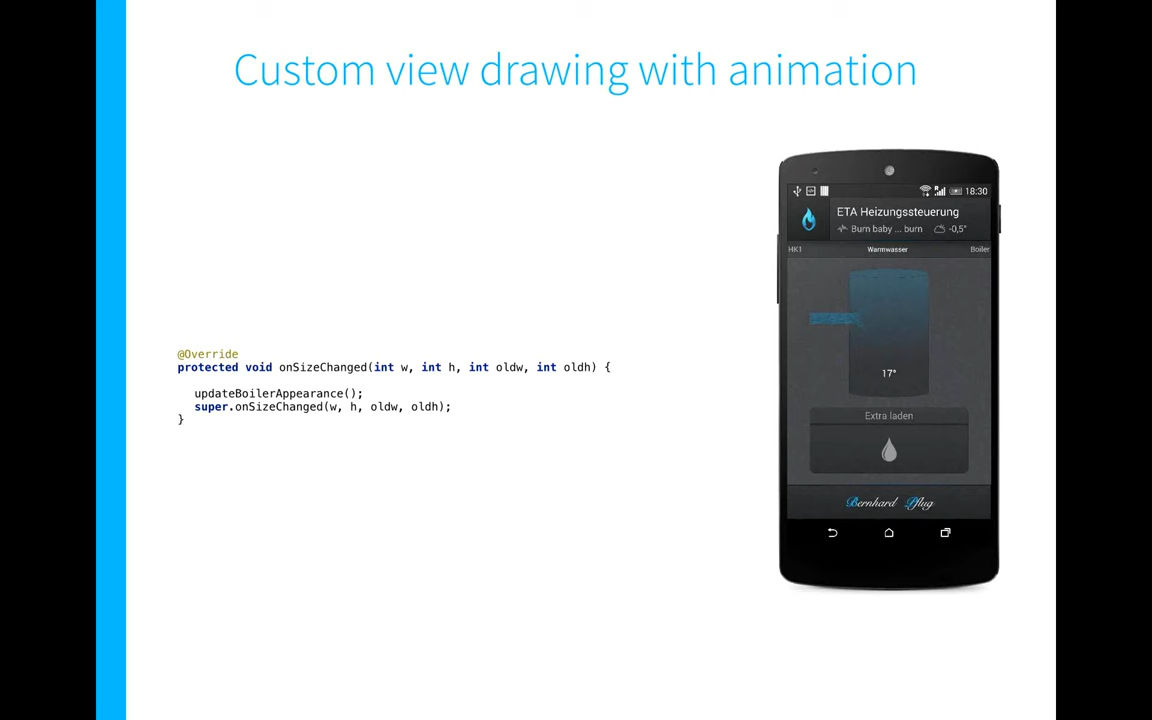 Custom view drawing with animation
@Override
protected void onSizeChanged(int w, int h, int oldw, int oldh) {
updateBoilerAppearance();
super.onSizeChanged(w, h, oldw, oldh);
}
18:30
ETA Heizungssteuerung
Burn baby ... burn -0,5°
HK1 Warmwasser Boiler
17°
Extra laden
Bernhard Pflug